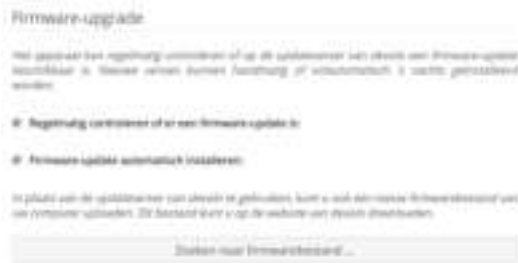 Firmware-upgrade
Het apparaat kan regelmatig controleren of op de updateserver van devolo een firmware-update
beschikbaar is. Nieuwe versies kunnen handmatig of automatisch 's nachts geïnstalleerd
worden.
Regelmatig controleren of er een firmware-update is
Firmware-update automatisch installeren
In plaats van de updateserver van devolo te gebruiken, kunt u ook een nieuw firmwarebestand van
uw computer uploaden. Dit bestand kunt u op de website van devolo downloaden.
Zoeken naar firmwarebestand ...